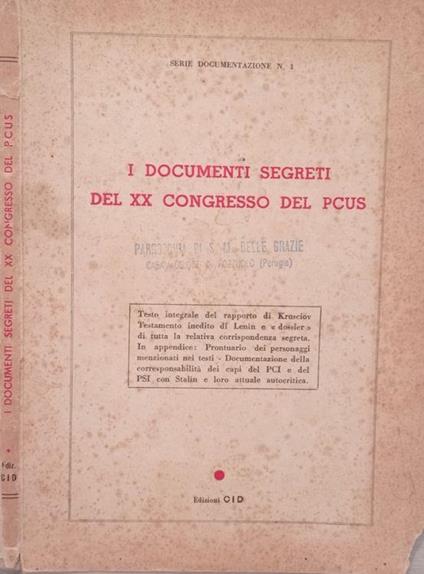 SERIE DOCUMENTAZIONE N. 1
I DOCUMENTI SEGRETI
DEL XX CONGRESSO DEL PCUS
PARROCCHIA DI S. M. DELLE GRAZIE
(Perugia)
Testo integrale del rapporto di Krusciòv
Testamento inedito di Lenin e « dossier »
di tutta la relativa corrispondenza segreta.
In appendice: Prontuario dei personaggi
menzionati nei testi - Documentazione della
corresponsabilità dei capi del PCI e del
PSI con Stalin e loro attuale autocritica.
Edizioni CID
I DOCUMENTI SEGRETI DEL XX CONGRESSO DEL PCUS
Ediz.
CID